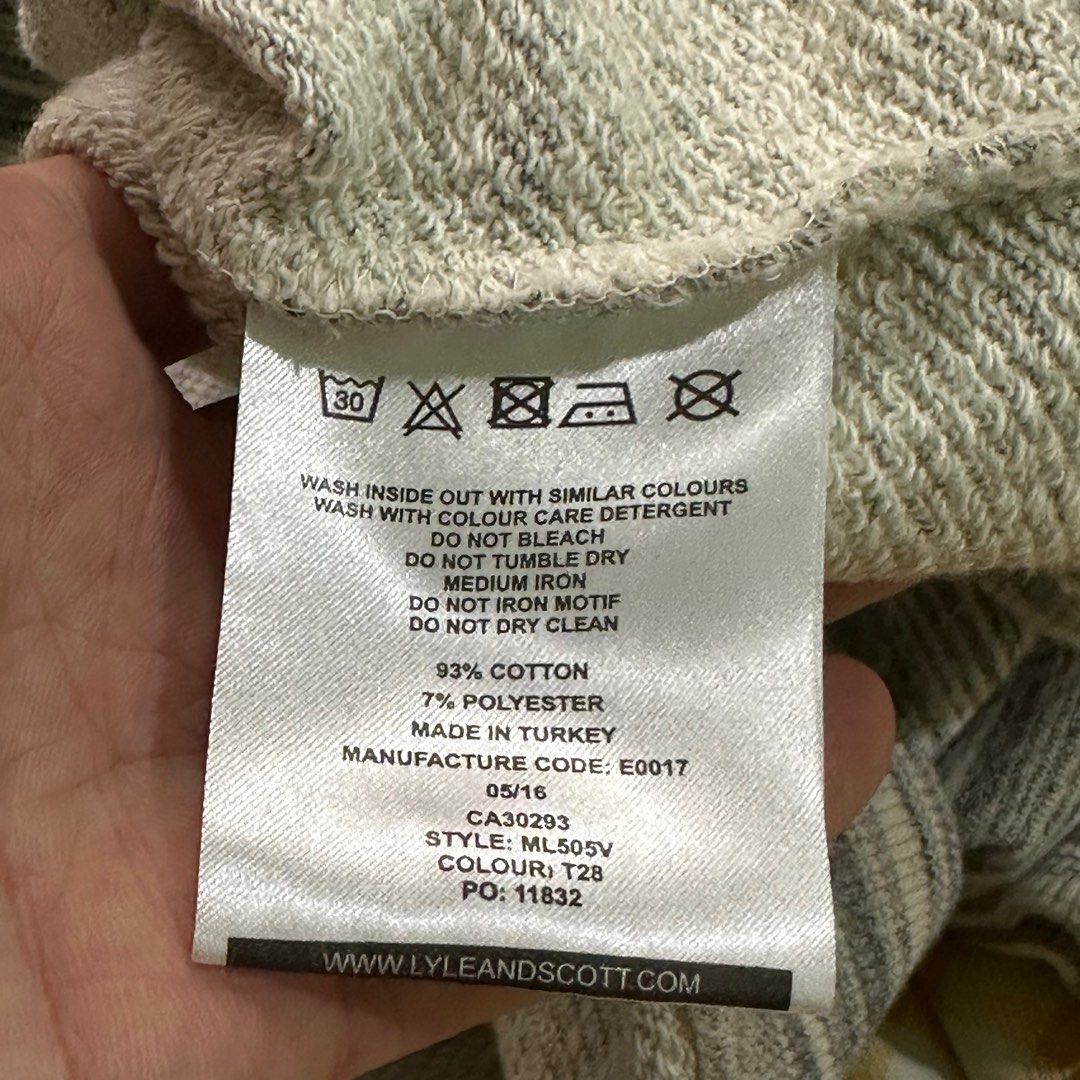 30
WASH INSIDE OUT WITH SIMILAR COLOURS
WASH WITH COLOUR CARE DETERGENT
DO NOT BLEACH
DO NOT TUMBLE DRY
MEDIUM IRON
DO NOT IRON MOTIF
DO NOT DRY CLEAN
93% COTTON
7% POLYESTER
MADE IN TURKEY
MANUFACTURE CODE: E0017
05/16
CA30293
STYLE: ML505V
COLOUR: T28
PO: 11832
WWW.LYLEANDSCOTT.COM